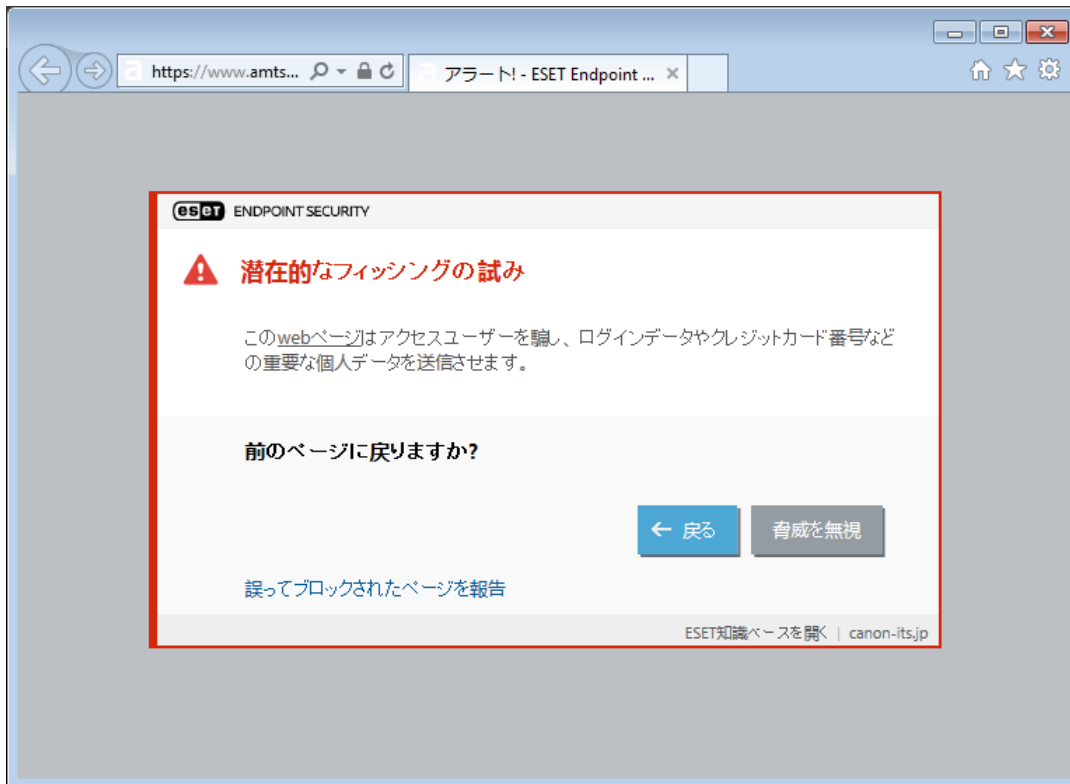 https://www.amts...
アラート! - ESET Endpoint ...
eset ENDPOINT SECURITY
潜在的なフィッシングの試み
このwebページはアクセスユーザーを騙し、ログインデータやクレジットカード番号など
の重要な個人データを送信させます。
前のページに戻りますか?
← 戻る
脅威を無視
誤ってブロックされたページを報告
ESET知識ベースを開く | canon-its.jp